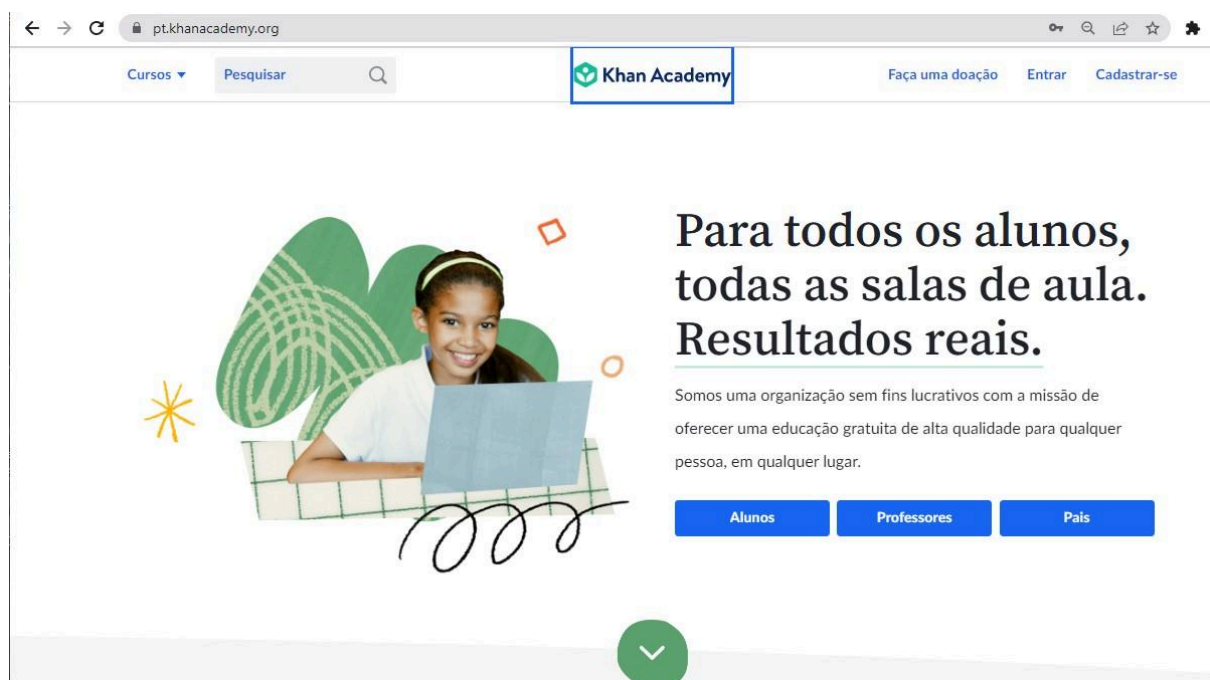 pt.khanacademy.org
Cursos
Pesquisar
Khan Academy
Faça uma doação
Entrar
Cadastrar-se
Para todos os alunos,
todas as salas de aula.
Resultados reais.
Somos uma organização sem fins lucrativos com a missão de
oferecer uma educação gratuita de alta qualidade para qualquer
pessoa, em qualquer lugar.
Alunos
Professores
Pais